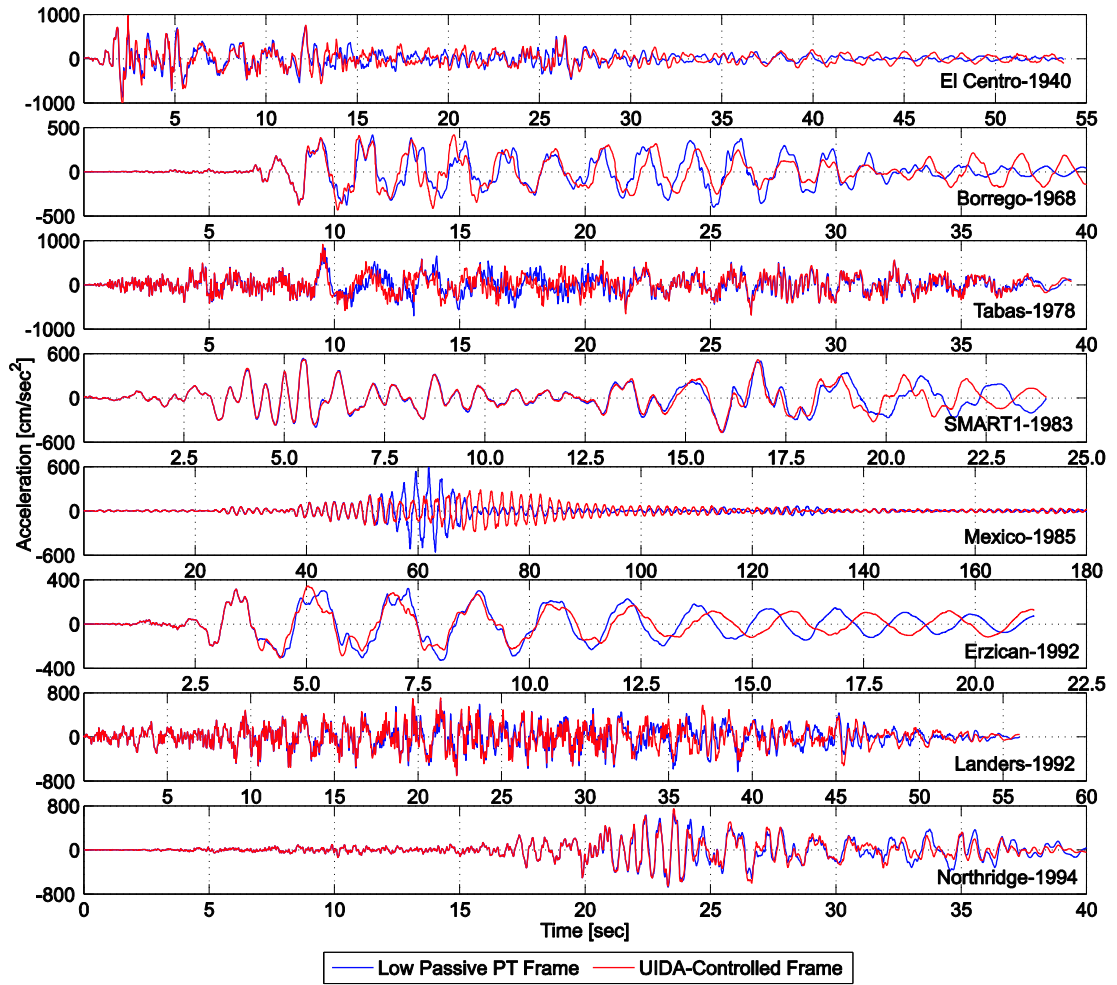 1000
0
-1000
El Centro-1940
5 10 15 20 25 30 35 40 45 50 55
500
0
-500
Borrego-1968
5 10 15 20 25 30 35 40
1000
0
-1000
Tabas-1978
5 10 15 20 25 30 35 40
Acceleration [cm/sec²]
600
0
-600
SMART1-1983
2.5 5.0 7.5 10.0 12.5 15.0 17.5 20.0 22.5 25.0
600
0
-600
Mexico-1985
20 40 60 80 100 120 140 160 180
400
0
-400
Erzican-1992
2.5 5.0 7.5 10.0 12.5 15.0 17.5 20.0 22.5
800
0
-800
Landers-1992
5 10 15 20 25 30 35 40 45 50 55 60
800
0
-800
Northridge-1994
0 5 10 15 20 25 30 35 40
Time [sec]
Low Passive PT Frame UIDA-Controlled Frame